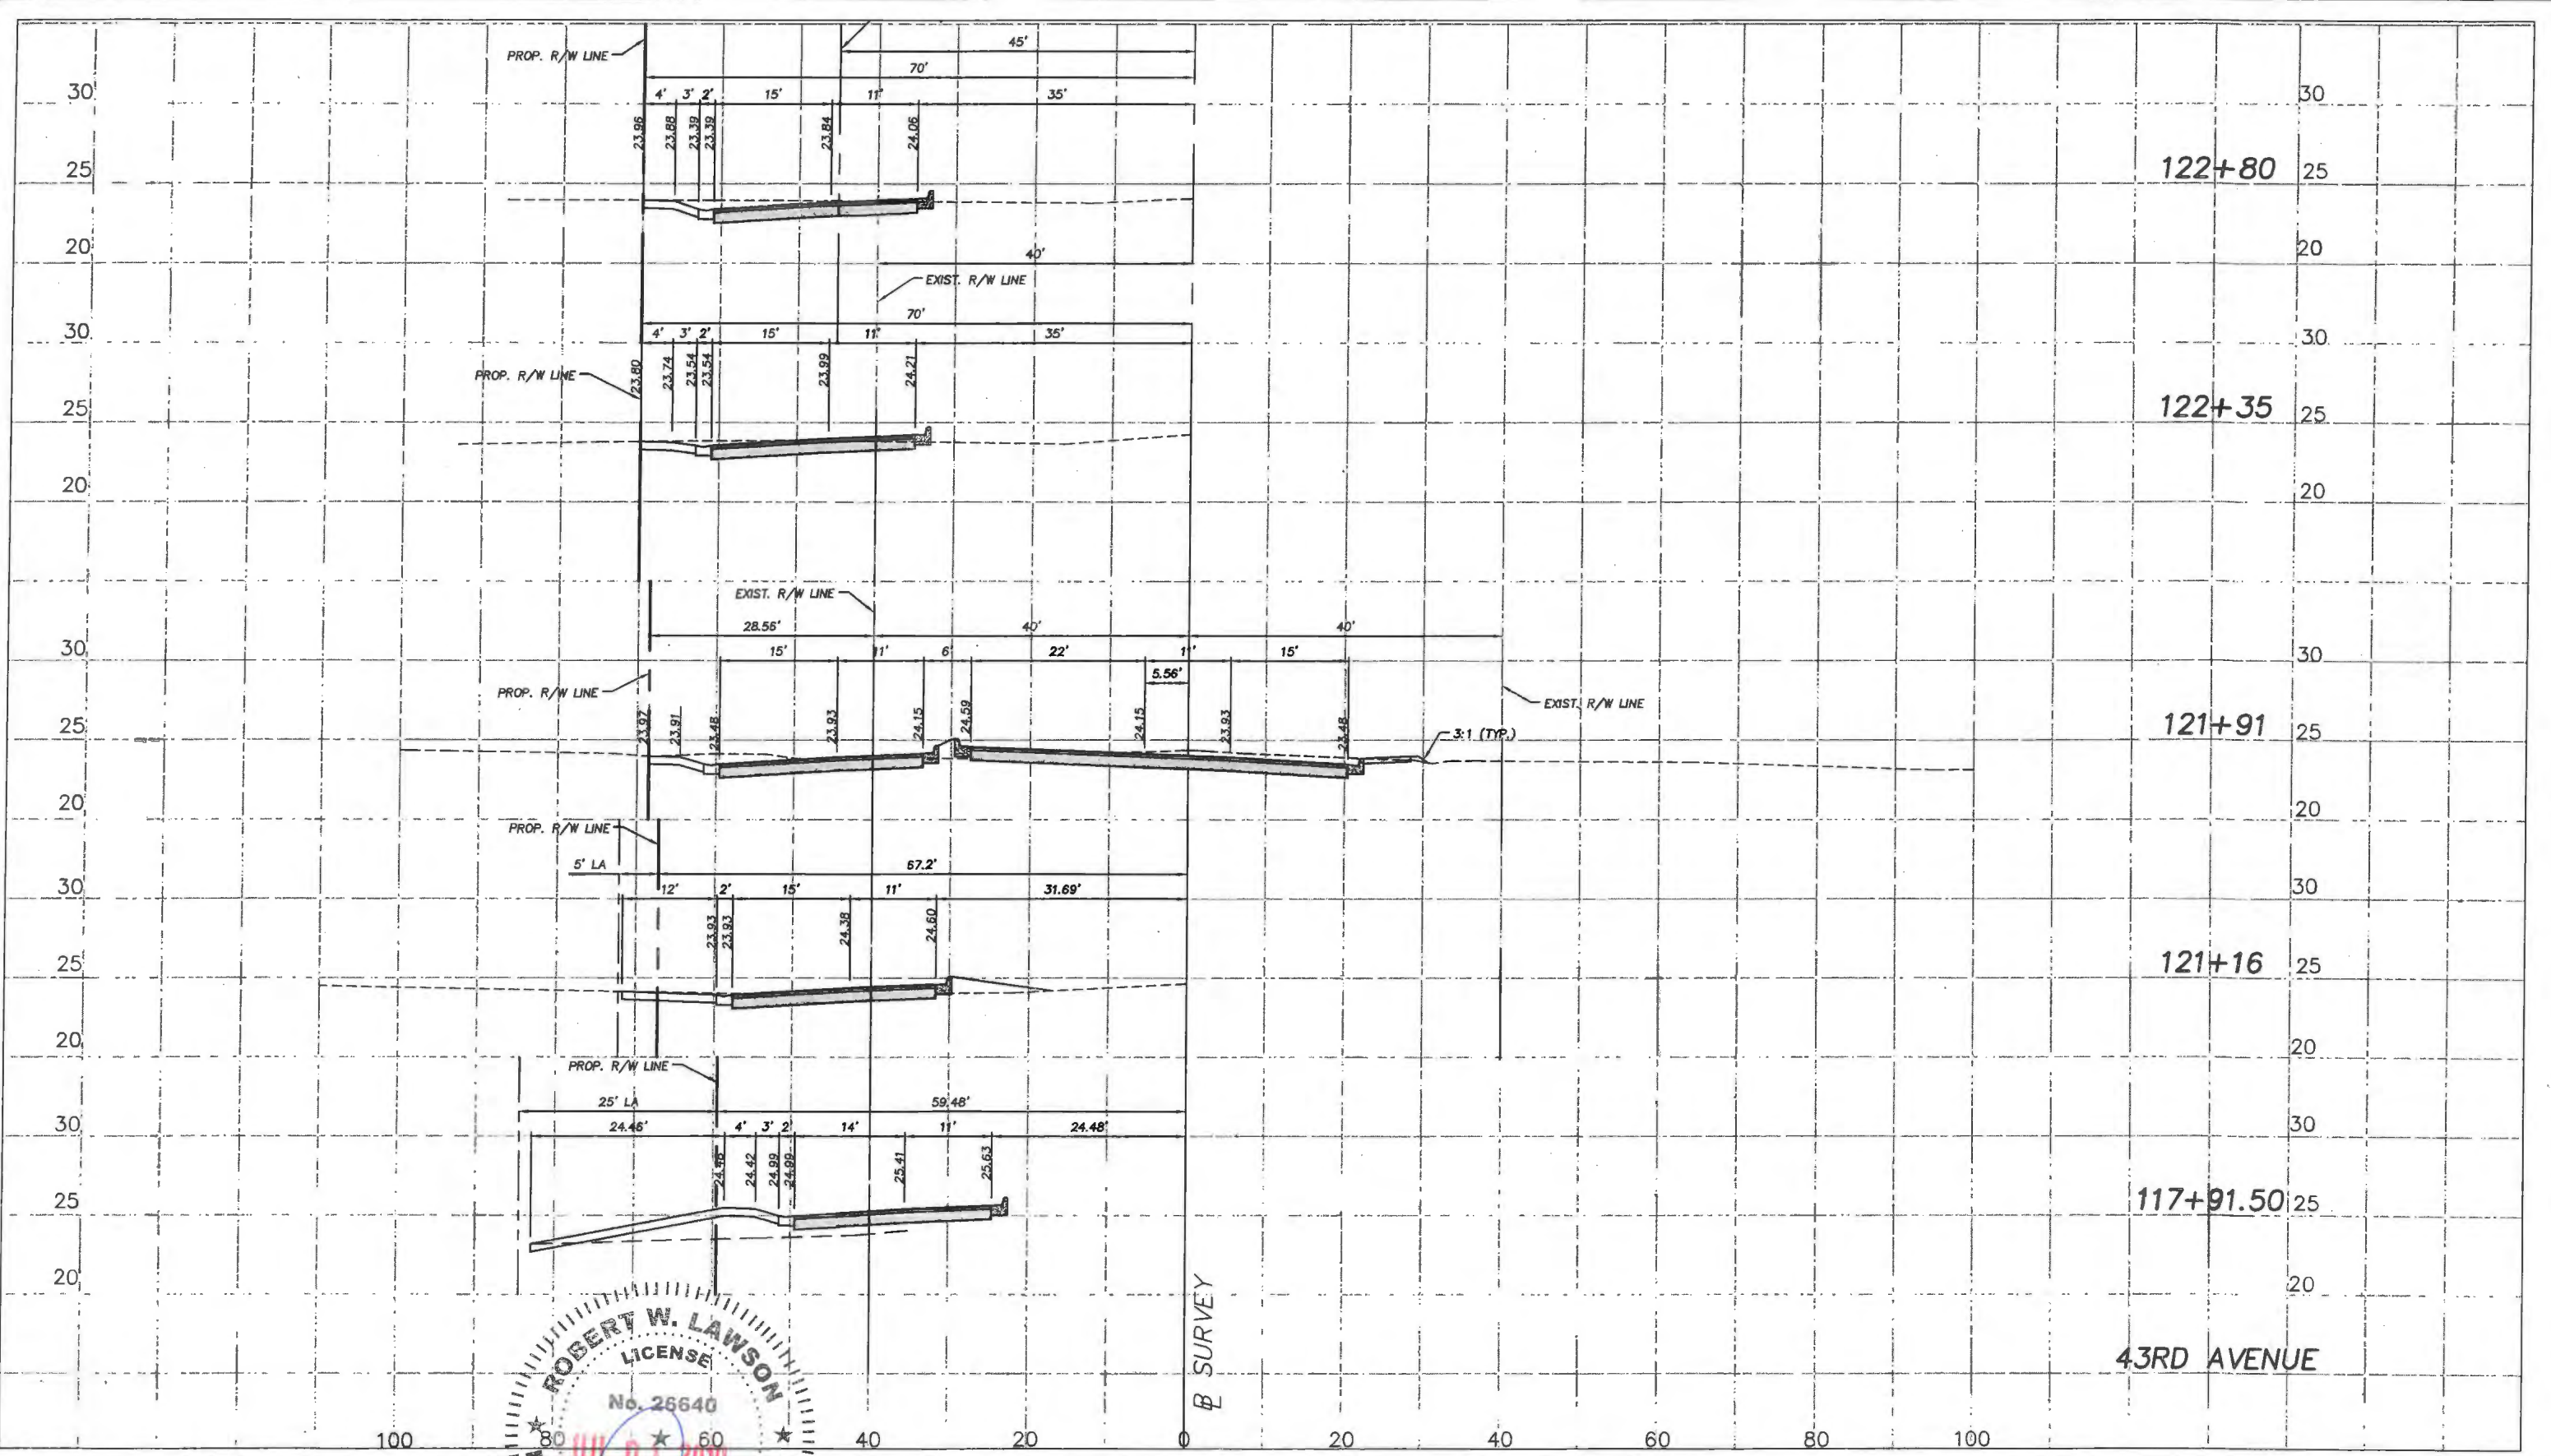 PROP. R/W LINE
45'
70'
30
4' 3' 2' 15' 11' 35'
30
23.96 23.88 23.39 23.39 23.84 24.06
25
122+80 25
20
40'
20
EXIST. R/W LINE
70'
30
4' 3' 2' 15' 11' 35'
30
PROP. R/W LINE
23.80 23.74 23.54 23.54 23.99 24.21
25
122+35 25
20
20
EXIST. R/W LINE
28.56' 40' 40'
30
15' 11' 6' 22' 11' 15'
30
5.56'
PROP. R/W LINE
EXIST. R/W LINE
23.97 23.91 23.48 23.93 24.15 24.59 24.15 23.93 23.48
25
3:1 (TYP.)
121+91 25
20
20
PROP. R/W LINE
5' LA 67.2'
30
12' 2' 15' 11' 31.69'
30
23.93 23.93 24.38 24.60
25
121+16 25
20
20
PROP. R/W LINE
25' LA 59.48'
30
24.46' 4' 3' 2' 14' 11' 24.48'
30
24.48 24.42 24.99 24.99 25.41 25.63
25
117+91.50 25
20
20
ROBERT W. LAWSON
LICENSE
No. 26640
SURVEY
43RD AVENUE
100 80 60 40 20 0 20 40 60 80 100